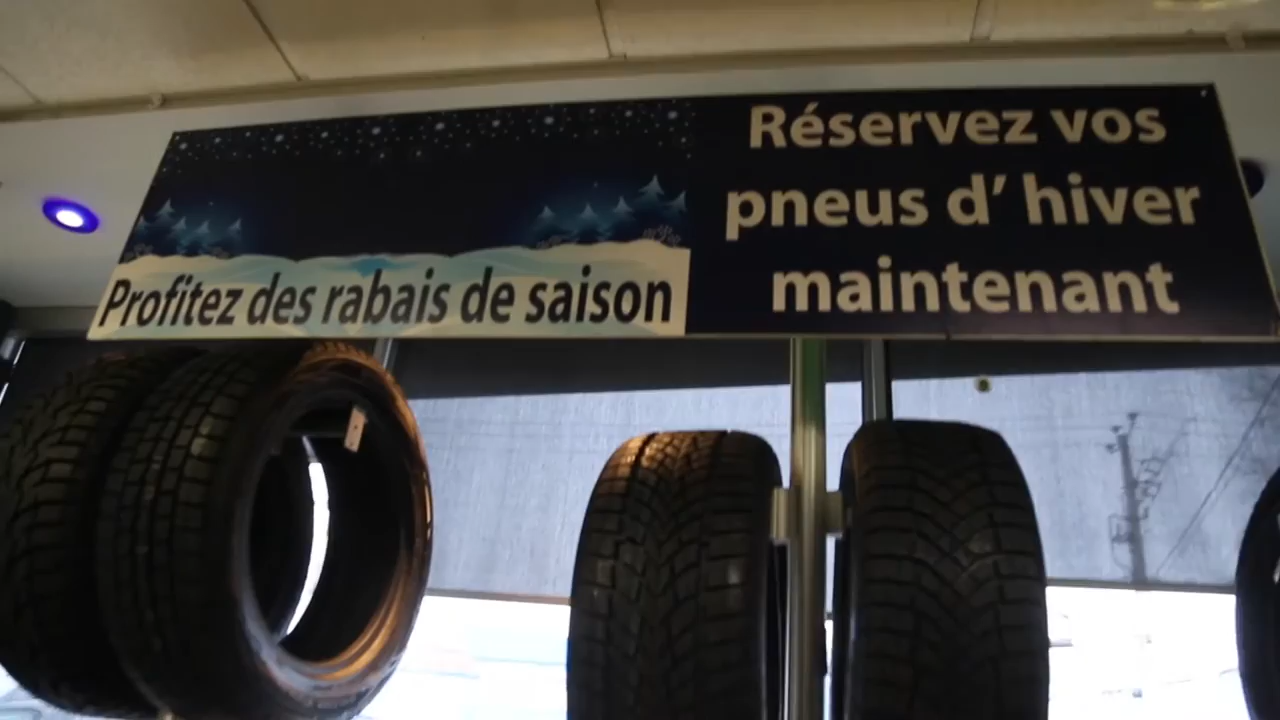 Profitez des rabais de saison
Réservez vos
pneus d' hiver
maintenant